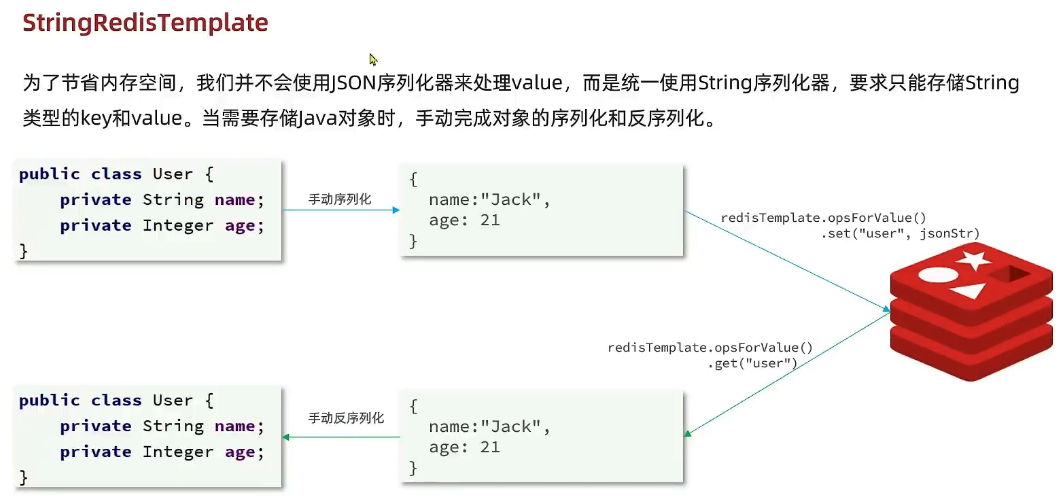 StringRedisTemplate
为了节省内存空间，我们并不会使用JSON序列化器来处理value，而是统一使用String序列化器，要求只能存储String
类型的key和value。当需要存储Java对象时，手动完成对象的序列化和反序列化。
public class User {
    private String name;
    private Integer age;
}
手动序列化
{
  name:"Jack",
  age: 21
}
redisTemplate.opsForValue()
.set("user", jsonStr)
redisTemplate.opsForValue()
.get("user")
public class User {
    private String name;
    private Integer age;
}
手动反序列化
{
  name:"Jack",
  age: 21
}